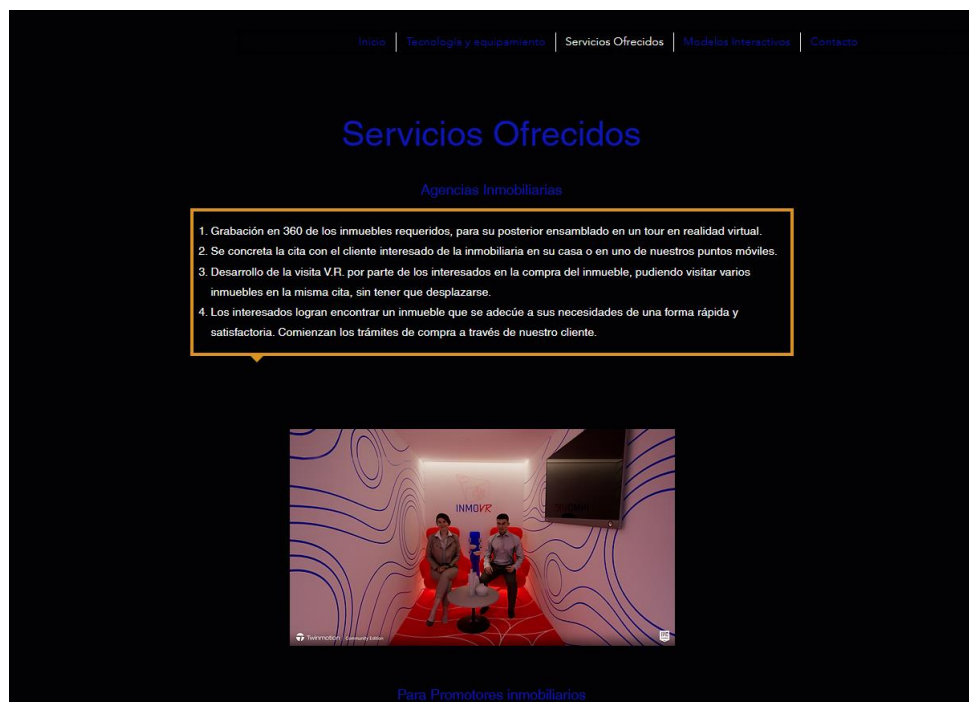 Inicio
Tecnología y equipamiento
Servicios Ofrecidos
Modelos Interactivos
Contacto
Servicios Ofrecidos
Agencias Inmobiliarias
1. Grabación en 360 de los inmuebles requeridos, para su posterior ensamblado en un tour en realidad virtual.
2. Se concreta la cita con el cliente interesado de la inmobiliaria en su casa o en uno de nuestros puntos móviles.
3. Desarrollo de la visita V.R. por parte de los interesados en la compra del inmueble, pudiendo visitar varios
inmuebles en la misma cita, sin tener que desplazarse.
4. Los interesados logran encontrar un inmueble que se adecúe a sus necesidades de una forma rápida y
satisfactoria. Comienzan los trámites de compra a través de nuestro cliente.
INMOVR
Twinmotion Community Edition
Para Promotores inmobiliarios